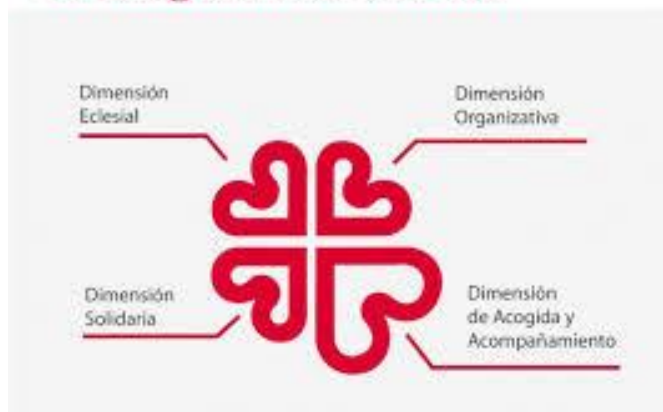 Dimensión
Eclesial
Dimensión
Organizativa
Dimensión
Solidaria
Dimensión
de Acogida y
Acompañamiento